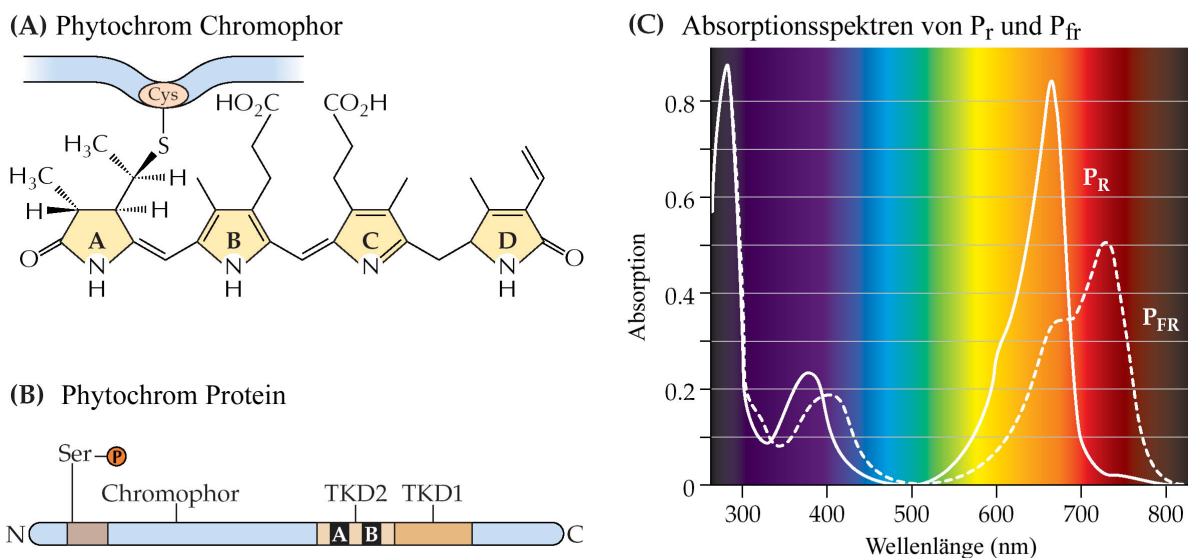 (A) Phytochrom Chromophor
Cys
S
HO₂C
CO₂H
H₃C
H
H₃C
H
H
A
B
C
D
O
N
H
N
H
N
N
H
O
(B) Phytochrom Protein
Ser P
Chromophor
TKD2
TKD1
N
A
B
C
(C) Absorptionsspektren von Pr und Pfr
Absorption
0.8
0.6
0.4
0.2
0
PR
PFR
300 400 500 600 700 800
Wellenlänge (nm)